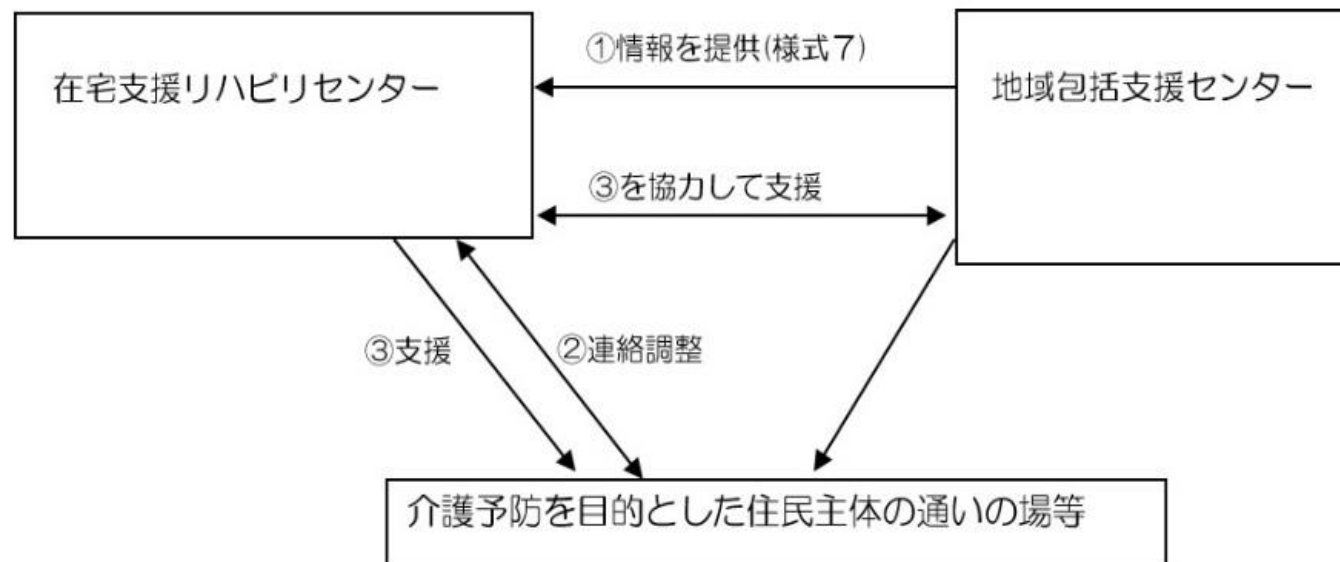 ①情報を提供(様式7)
在宅支援リハビリセンター
地域包括支援センター
③を協力して支援
③支援
②連絡調整
介護予防を目的とした住民主体の通いの場等